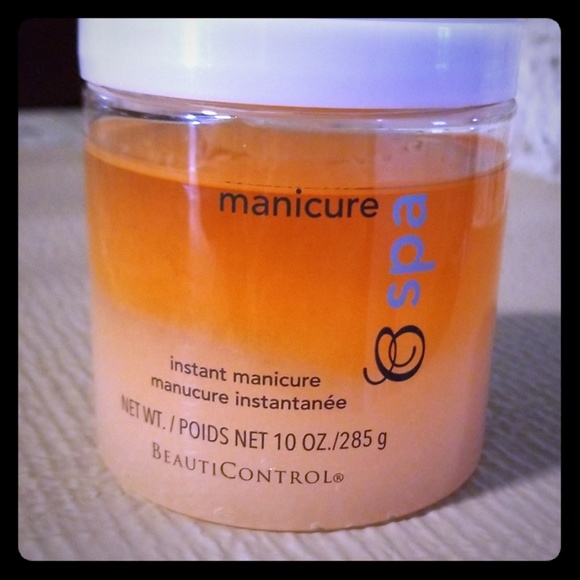 manicure
spa
instant manicure
manucure instantanée
NET WT. / POIDS NET 10 OZ./285 g
BEAUTICONTROL®